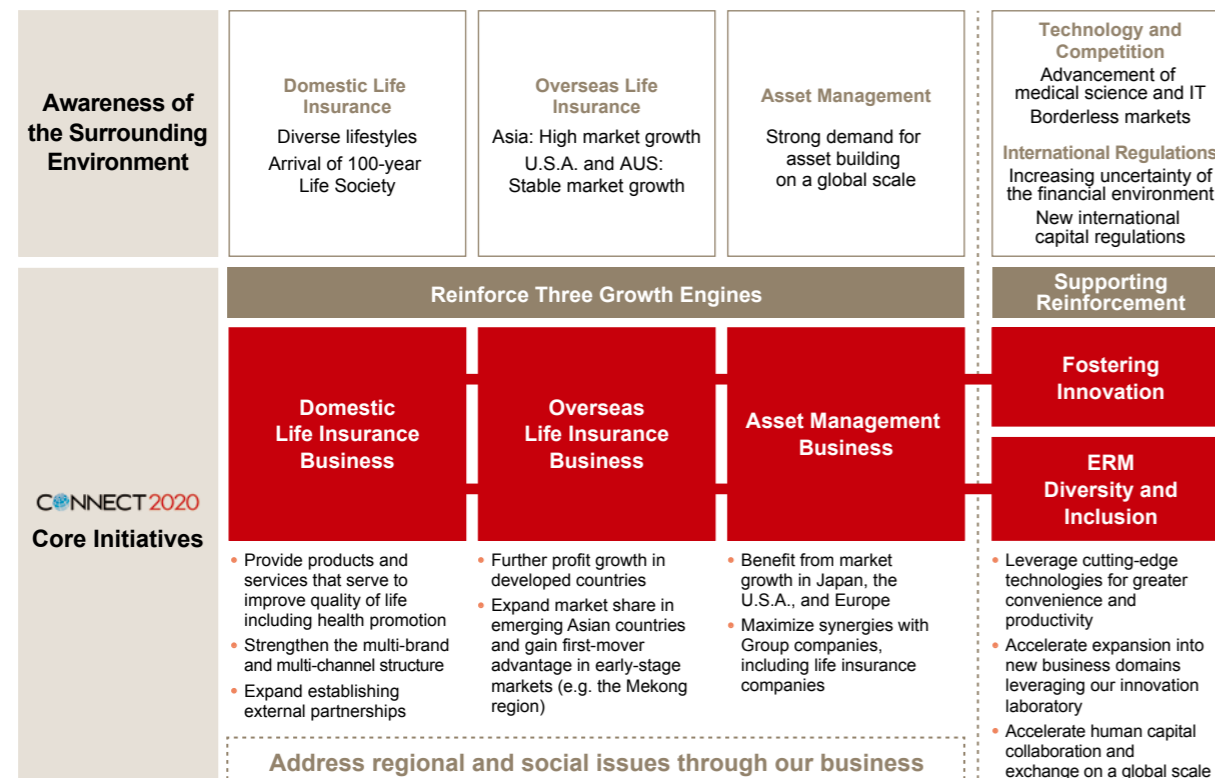 Awareness of
the Surrounding
Environment
Domestic Life
Insurance
Diverse lifestyles
Arrival of 100-year
Life Society
Overseas Life
Insurance
Asia: High market growth
U.S.A. and AUS:
Stable market growth
Asset Management
Strong demand for
asset building
on a global scale
Technology and
Competition
Advancement of
medical science and IT
Borderless markets
International Regulations
Increasing uncertainty of
the financial environment
New international
capital regulations
CONNECT 2020
Core Initiatives
Reinforce Three Growth Engines
Supporting
Reinforcement
Domestic
Life Insurance
Business
Overseas
Life Insurance
Business
Asset Management
Business
Fostering
Innovation
ERM
Diversity and
Inclusion
• Provide products and
services that serve to
improve quality of life
including health promotion
• Strengthen the multi-brand
and multi-channel structure
• Expand establishing
external partnerships
• Further profit growth in
developed countries
• Expand market share in
emerging Asian countries
and gain first-mover
advantage in early-stage
markets (e.g. the Mekong
region)
• Benefit from market
growth in Japan, the
U.S.A., and Europe
• Maximize synergies with
Group companies,
including life insurance
companies
• Leverage cutting-edge
technologies for greater
convenience and
productivity
• Accelerate expansion into
new business domains
leveraging our innovation
laboratory
• Accelerate human capital
collaboration and
exchange on a global scale
Address regional and social issues through our business